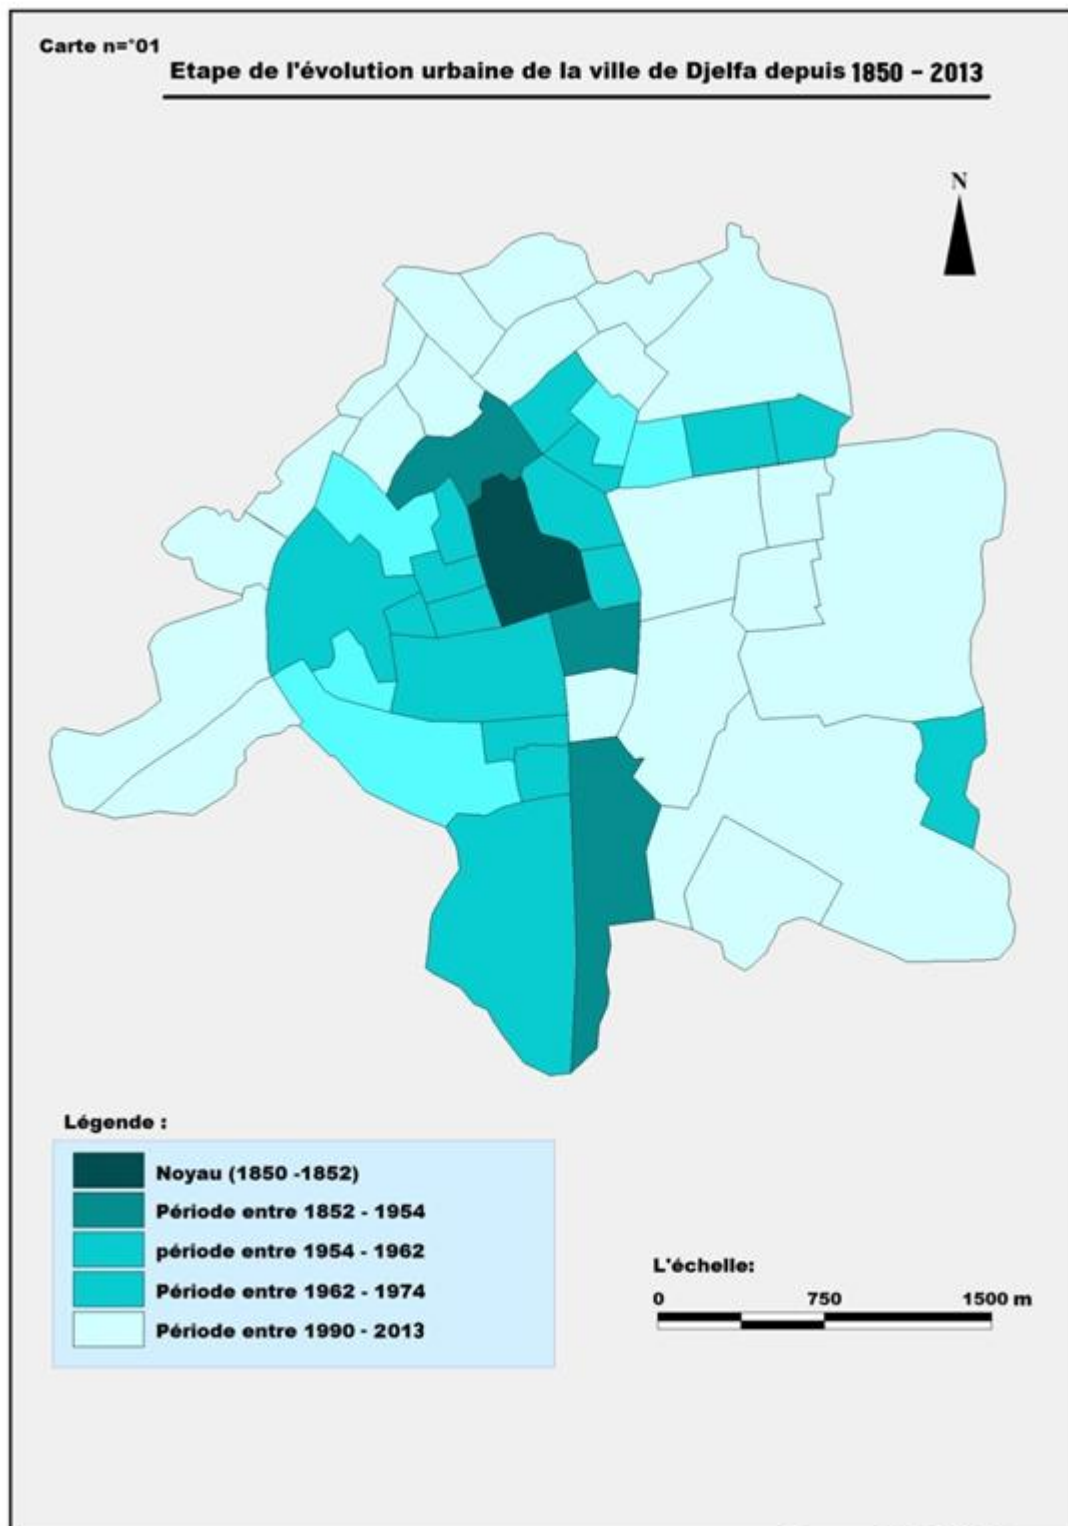 Carte n=°01
Etape de l'évolution urbaine de la ville de Djelfa depuis 1850 - 2013
N
Légende :
Noyau (1850 -1852)
Période entre 1852 - 1954
période entre 1954 - 1962
Période entre 1962 - 1974
Période entre 1990 - 2013
L'échelle:
0 750 1500 m